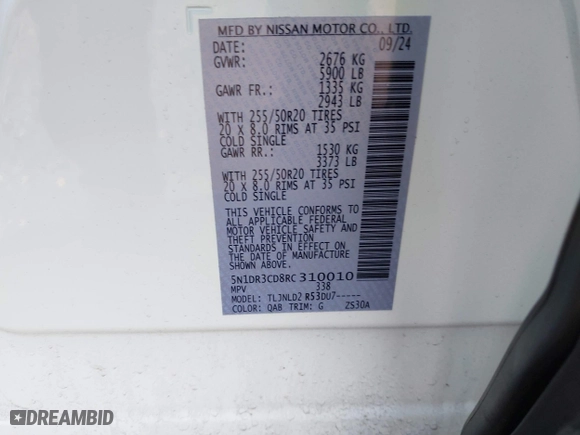 MFD BY NISSAN MOTOR CO., LTD.
DATE: 09/24
GVWR: 2676 KG
5900 LB
GAWR FR.: 1335 KG
2943 LB
WITH 255/50R20 TIRES
20 X 8.0 RIMS AT 35 PSI
COLD SINGLE
GAWR RR.: 1530 KG
3373 LB
WITH 255/50R20 TIRES
20 X 8.0 RIMS AT 35 PSI
COLD SINGLE
THIS VEHICLE CONFORMS TO
ALL APPLICABLE FEDERAL
MOTOR VEHICLE SAFETY AND
THEFT PREVENTION
STANDARDS IN EFFECT ON
THE DATE OF MANUFACTURE
SHOWN ABOVE.
5N1DR3CD8RC310010
MPV 338
MODEL: TLJNLD2 R53DU7-----
COLOR: QAB TRIM: G ZS30A
DREAMBID